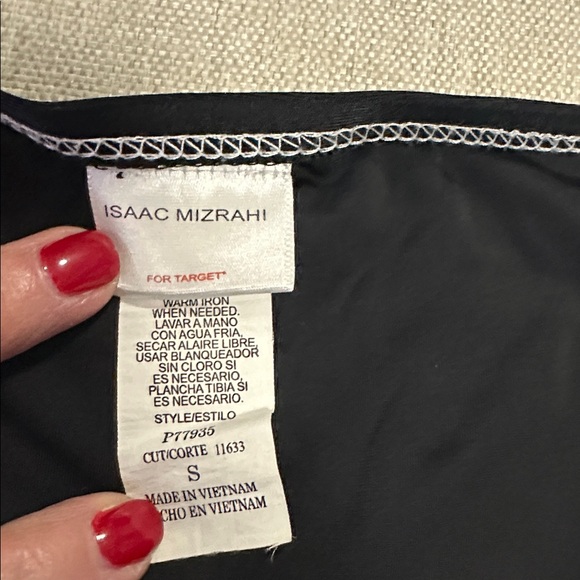 ISAAC MIZRAHI
FOR TARGET*
WARM IRON
WHEN NEEDED.
LAVAR A MANO
CON AGUA FRIA,
SECAR ALAIRE LIBRE,
USAR BLANQUEADOR
SIN CLORO SI
ES NECESARIO,
PLANCHA TIBIA SI
ES NECESARIO.
STYLE/ESTILO
P77935
CUT/CORTE 11633
S
MADE IN VIETNAM
CHO EN VIETNAM